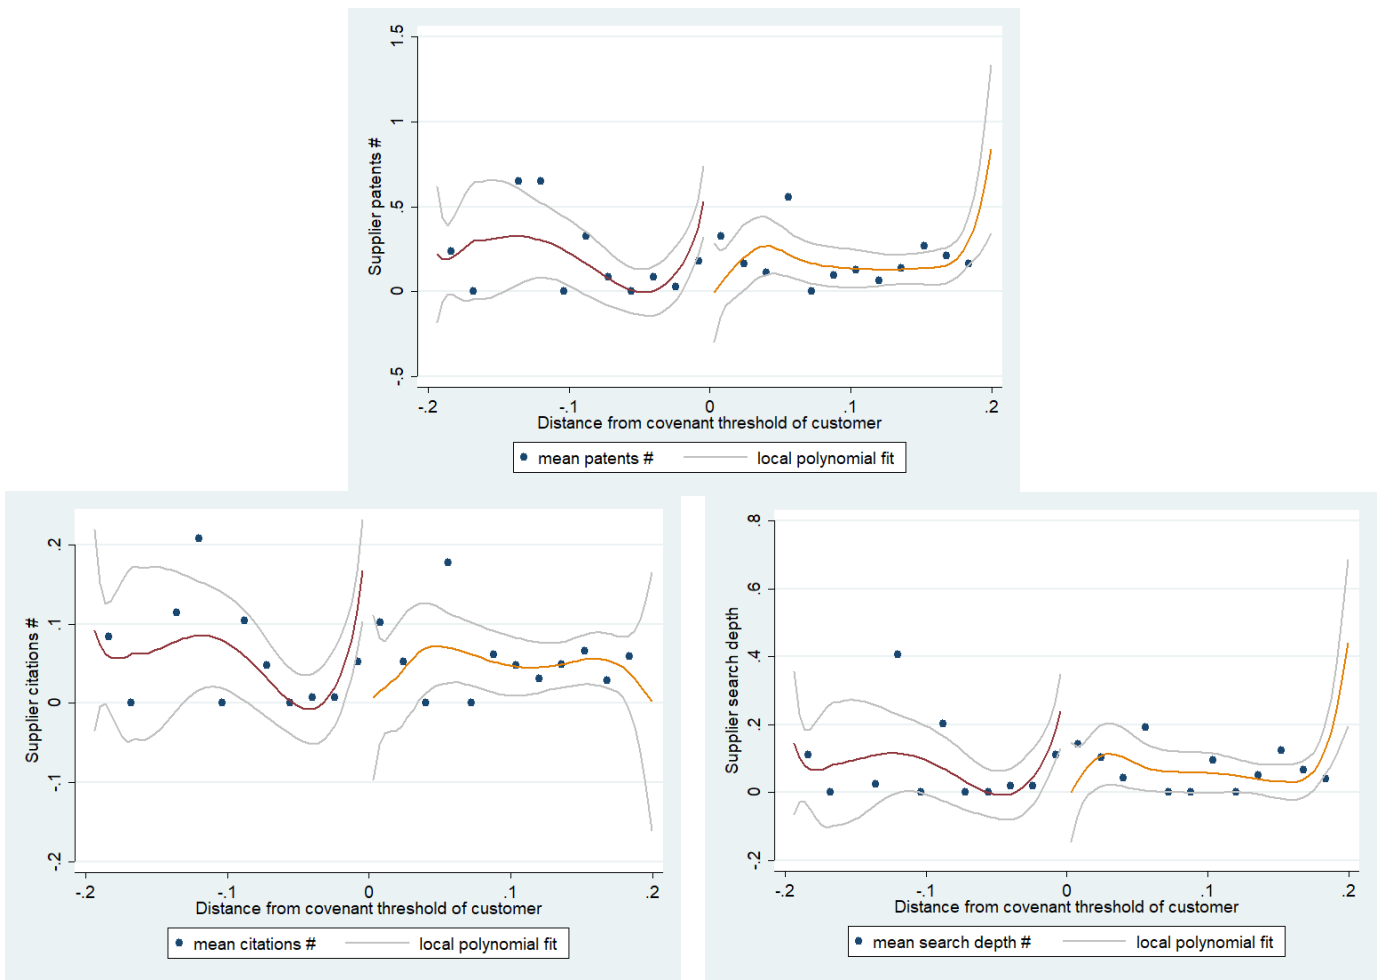 Supplier patents #
1.5
1
.5
0
-.5
-.2 -.1 0 .1 .2
Distance from covenant threshold of customer
mean patents # local polynomial fit
Supplier citations #
.2
.1
0
-.1
-.2
-.2 -.1 0 .1 .2
Distance from covenant threshold of customer
mean citations # local polynomial fit
Supplier search depth
.8
.6
.4
.2
0
-.2
-.2 -.1 0 .1 .2
Distance from covenant threshold of customer
mean search depth # local polynomial fit